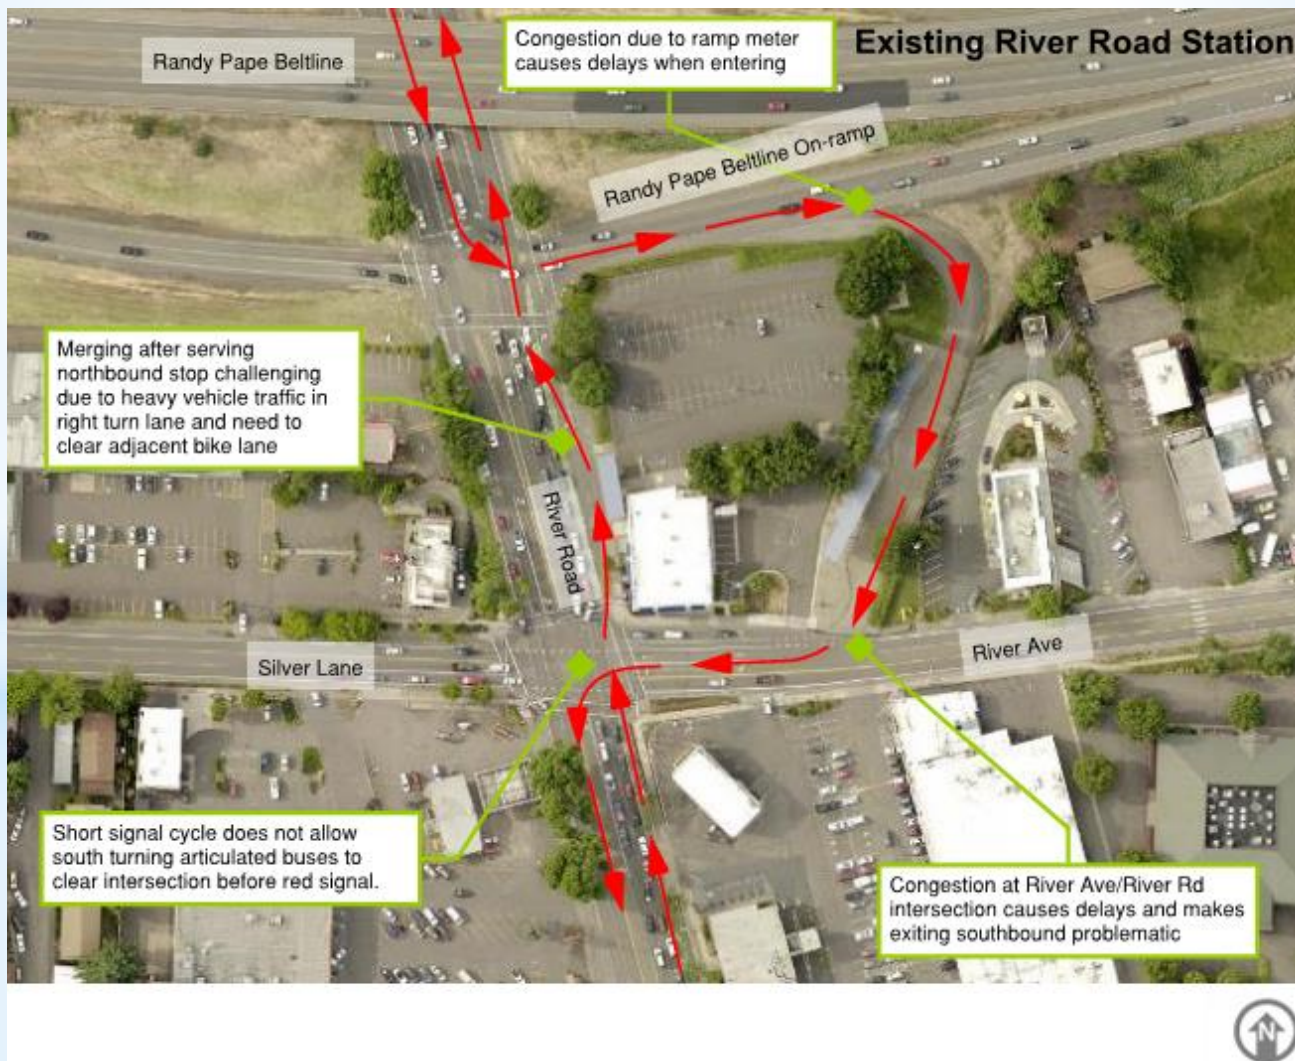 Existing River Road Station
Randy Pape Beltline
Congestion due to ramp meter
causes delays when entering
Randy Pape Beltline On-ramp
Merging after serving
northbound stop challenging
due to heavy vehicle traffic in
right turn lane and need to
clear adjacent bike lane
River Road
Silver Lane
River Ave
Short signal cycle does not allow
south turning articulated buses to
clear intersection before red signal.
Congestion at River Ave/River Rd
intersection causes delays and makes
exiting southbound problematic
N